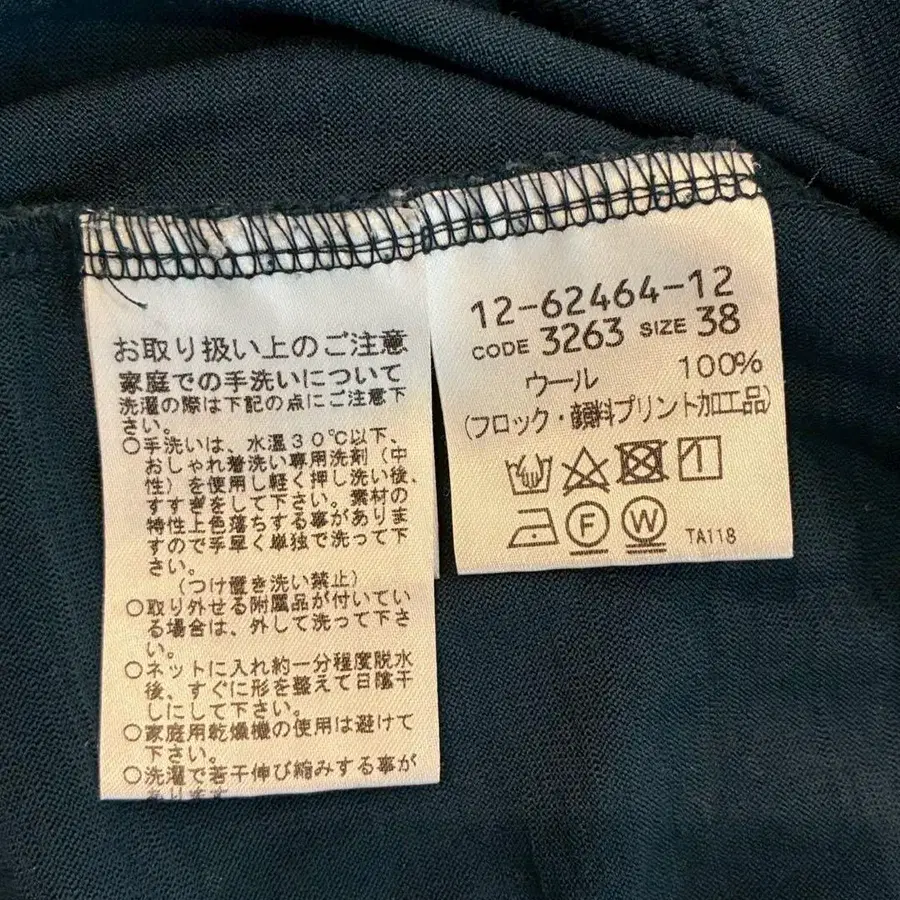 お取り扱い上のご注意
家庭での手洗いについて
洗濯の際は下記の点にご注意下
さい。
○手洗いは、水温30℃以下、
おしゃれ着洗い専用洗剤(中
性)を使用し軽く押し洗い後、
すすぎをして下さい。素材の
特性上色落ちする事がありま
すので手早く単独で洗って下
さい。
(つけ置き洗い禁止)
○取り外せる附属品が付いてい
る場合は、外して洗って下さ
い。
○ネットに入れ約一分程度脱水
後、すぐに形を整えて日陰干
しにして下さい。
○家庭用乾燥機の使用は避けて
下さい。
○洗濯で若干伸び縮みする事が
あります
12-62464-12
CODE 3263 SIZE 38
ウール 100%
(フロック・顔料プリント加工品)
F W TA118